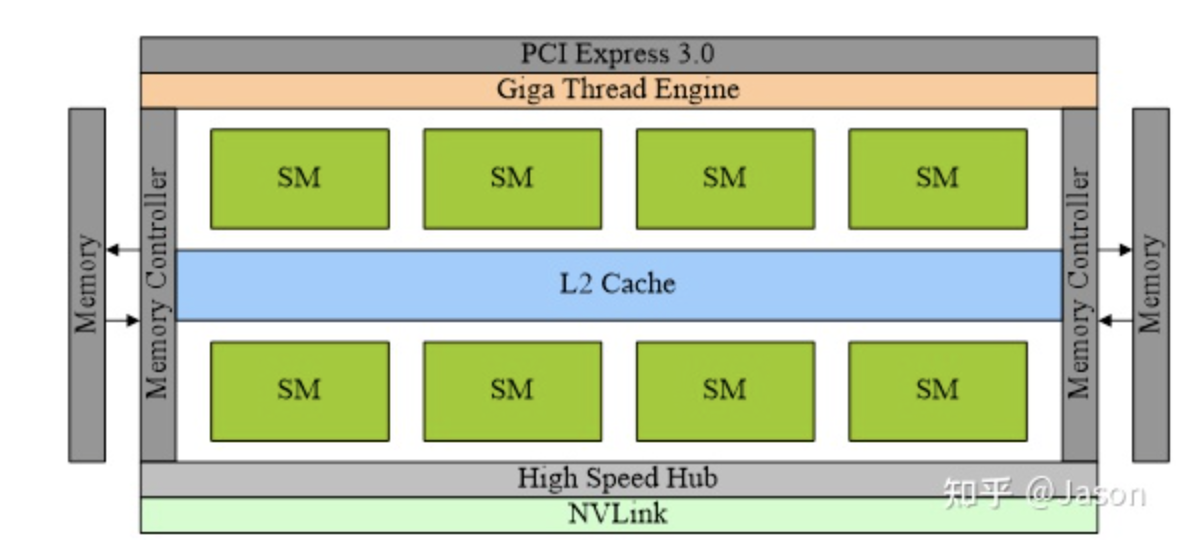 PCI Express 3.0
Giga Thread Engine
Memory
Memory Controller
SM
SM
SM
SM
L2 Cache
SM
SM
SM
SM
Memory Controller
Memory
High Speed Hub
NVLink
知乎 @Jason